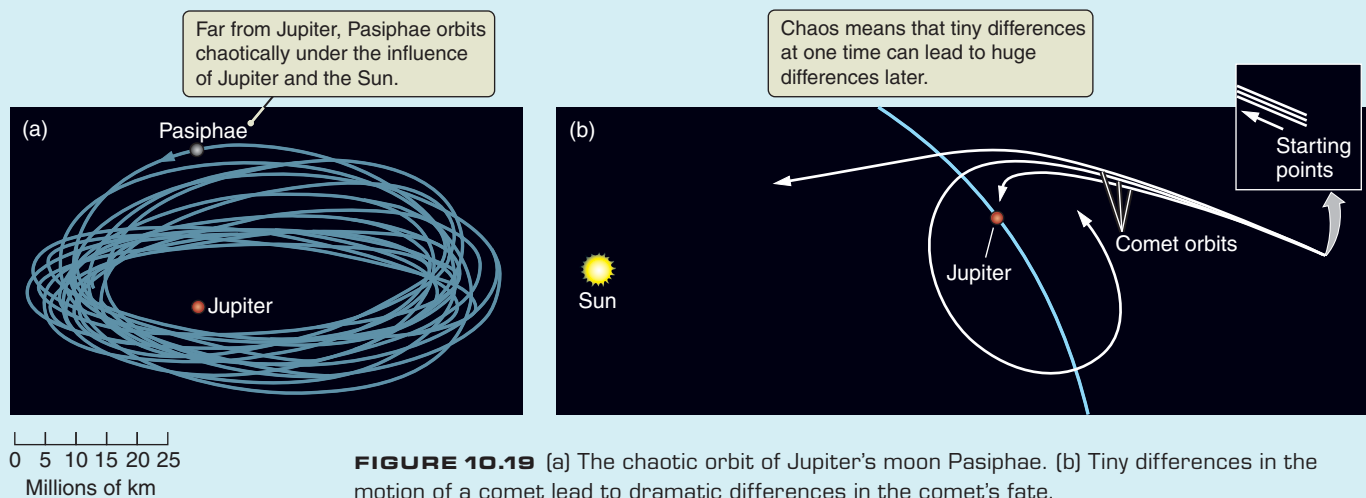 Far from Jupiter, Pasiphae orbits
chaotically under the influence
of Jupiter and the Sun.
Chaos means that tiny differences
at one time can lead to huge
differences later.
(a)
Pasiphae
Jupiter
(b)
Starting
points
Comet orbits
Jupiter
Sun
0 5 10 15 20 25
Millions of km
FIGURE 10.19 (a) The chaotic orbit of Jupiter's moon Pasiphae. (b) Tiny differences in the
motion of a comet lead to dramatic differences in the comet's fate.